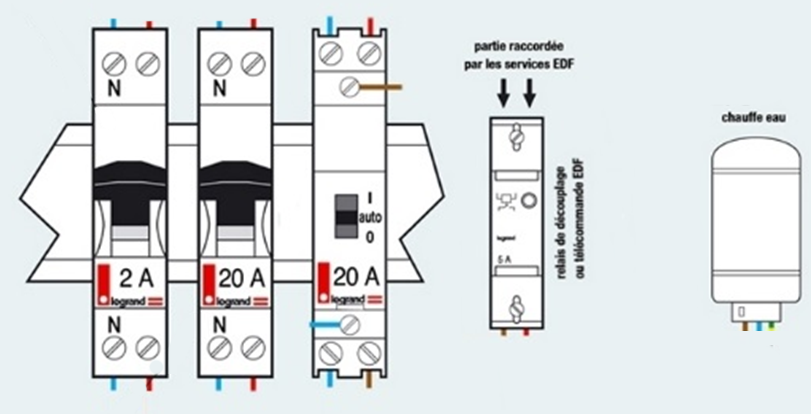 N
N
I
auto
0
2 A
legrand
20 A
legrand
20 A
legrand
N
N
partie raccordée
par les services EDF
legrand
5 A
relais de découplage
ou télécommande EDF
chauffe eau